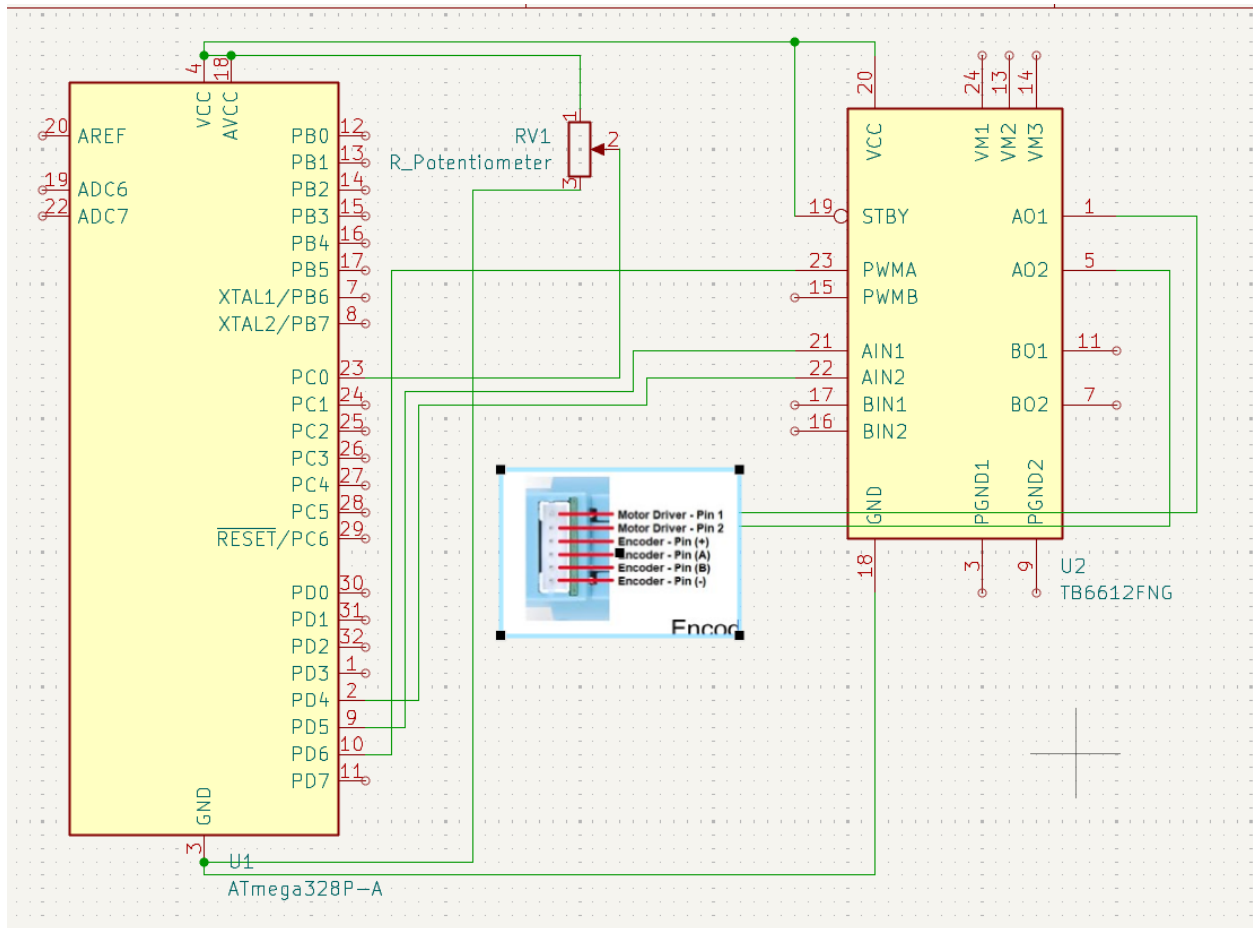 4
18
VCC
AVCC
20 AREF
19 ADC6
22 ADC7
PB0 12
PB1 13
PB2 14
PB3 15
PB4 16
PB5 17
XTAL1/PB6 7
XTAL2/PB7 8
PC0 23
PC1 24
PC2 25
PC3 26
PC4 27
PC5 28
RESET/PC6 29
PD0 30
PD1 31
PD2 32
PD3 1
PD4 2
PD5 9
PD6 10
PD7 11
GND
3
U1
ATmega328P-A
1
RV1
2
R_Potentiometer
3
Motor Driver - Pin 1
Motor Driver - Pin 2
Encoder - Pin (+)
Encoder - Pin (A)
Encoder - Pin (B)
Encoder - Pin (-)
Encod
20
24
13
14
VCC
VM1
VM2
VM3
19 STBY
23 PWMA
15 PWMB
21 AIN1
22 AIN2
17 BIN1
16 BIN2
AO1 1
AO2 5
BO1 11
BO2 7
GND
PGND1
PGND2
18
3
9
U2
TB6612FNG